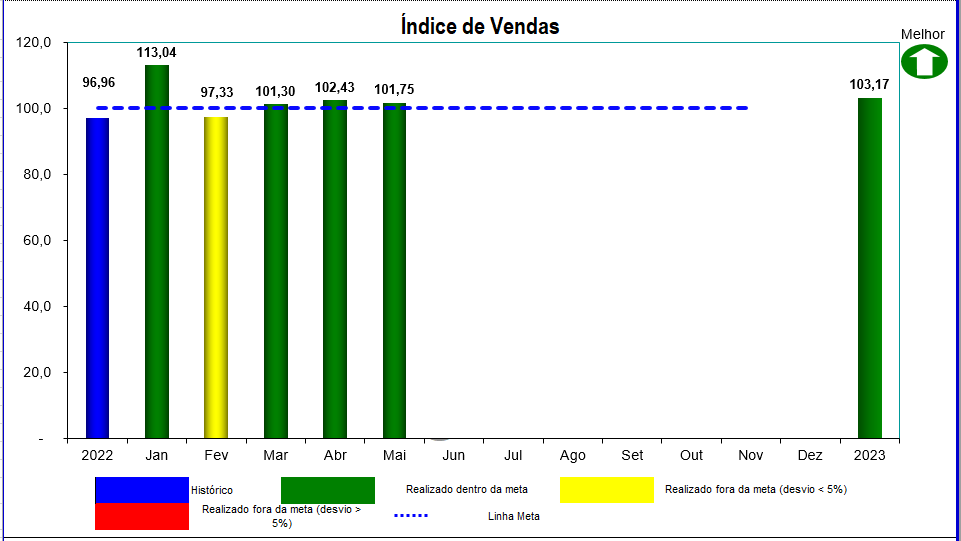 Índice de Vendas
Melhor
120,0
100,0
80,0
60,0
40,0
20,0
-
96,96
113,04
97,33
101,30
102,43
101,75
103,17
2022 Jan Fev Mar Abr Mai Jun Jul Ago Set Out Nov Dez 2023
Histórico
Realizado dentro da meta
Realizado fora da meta (desvio < 5%)
Realizado fora da meta (desvio >
5%)
Linha Meta